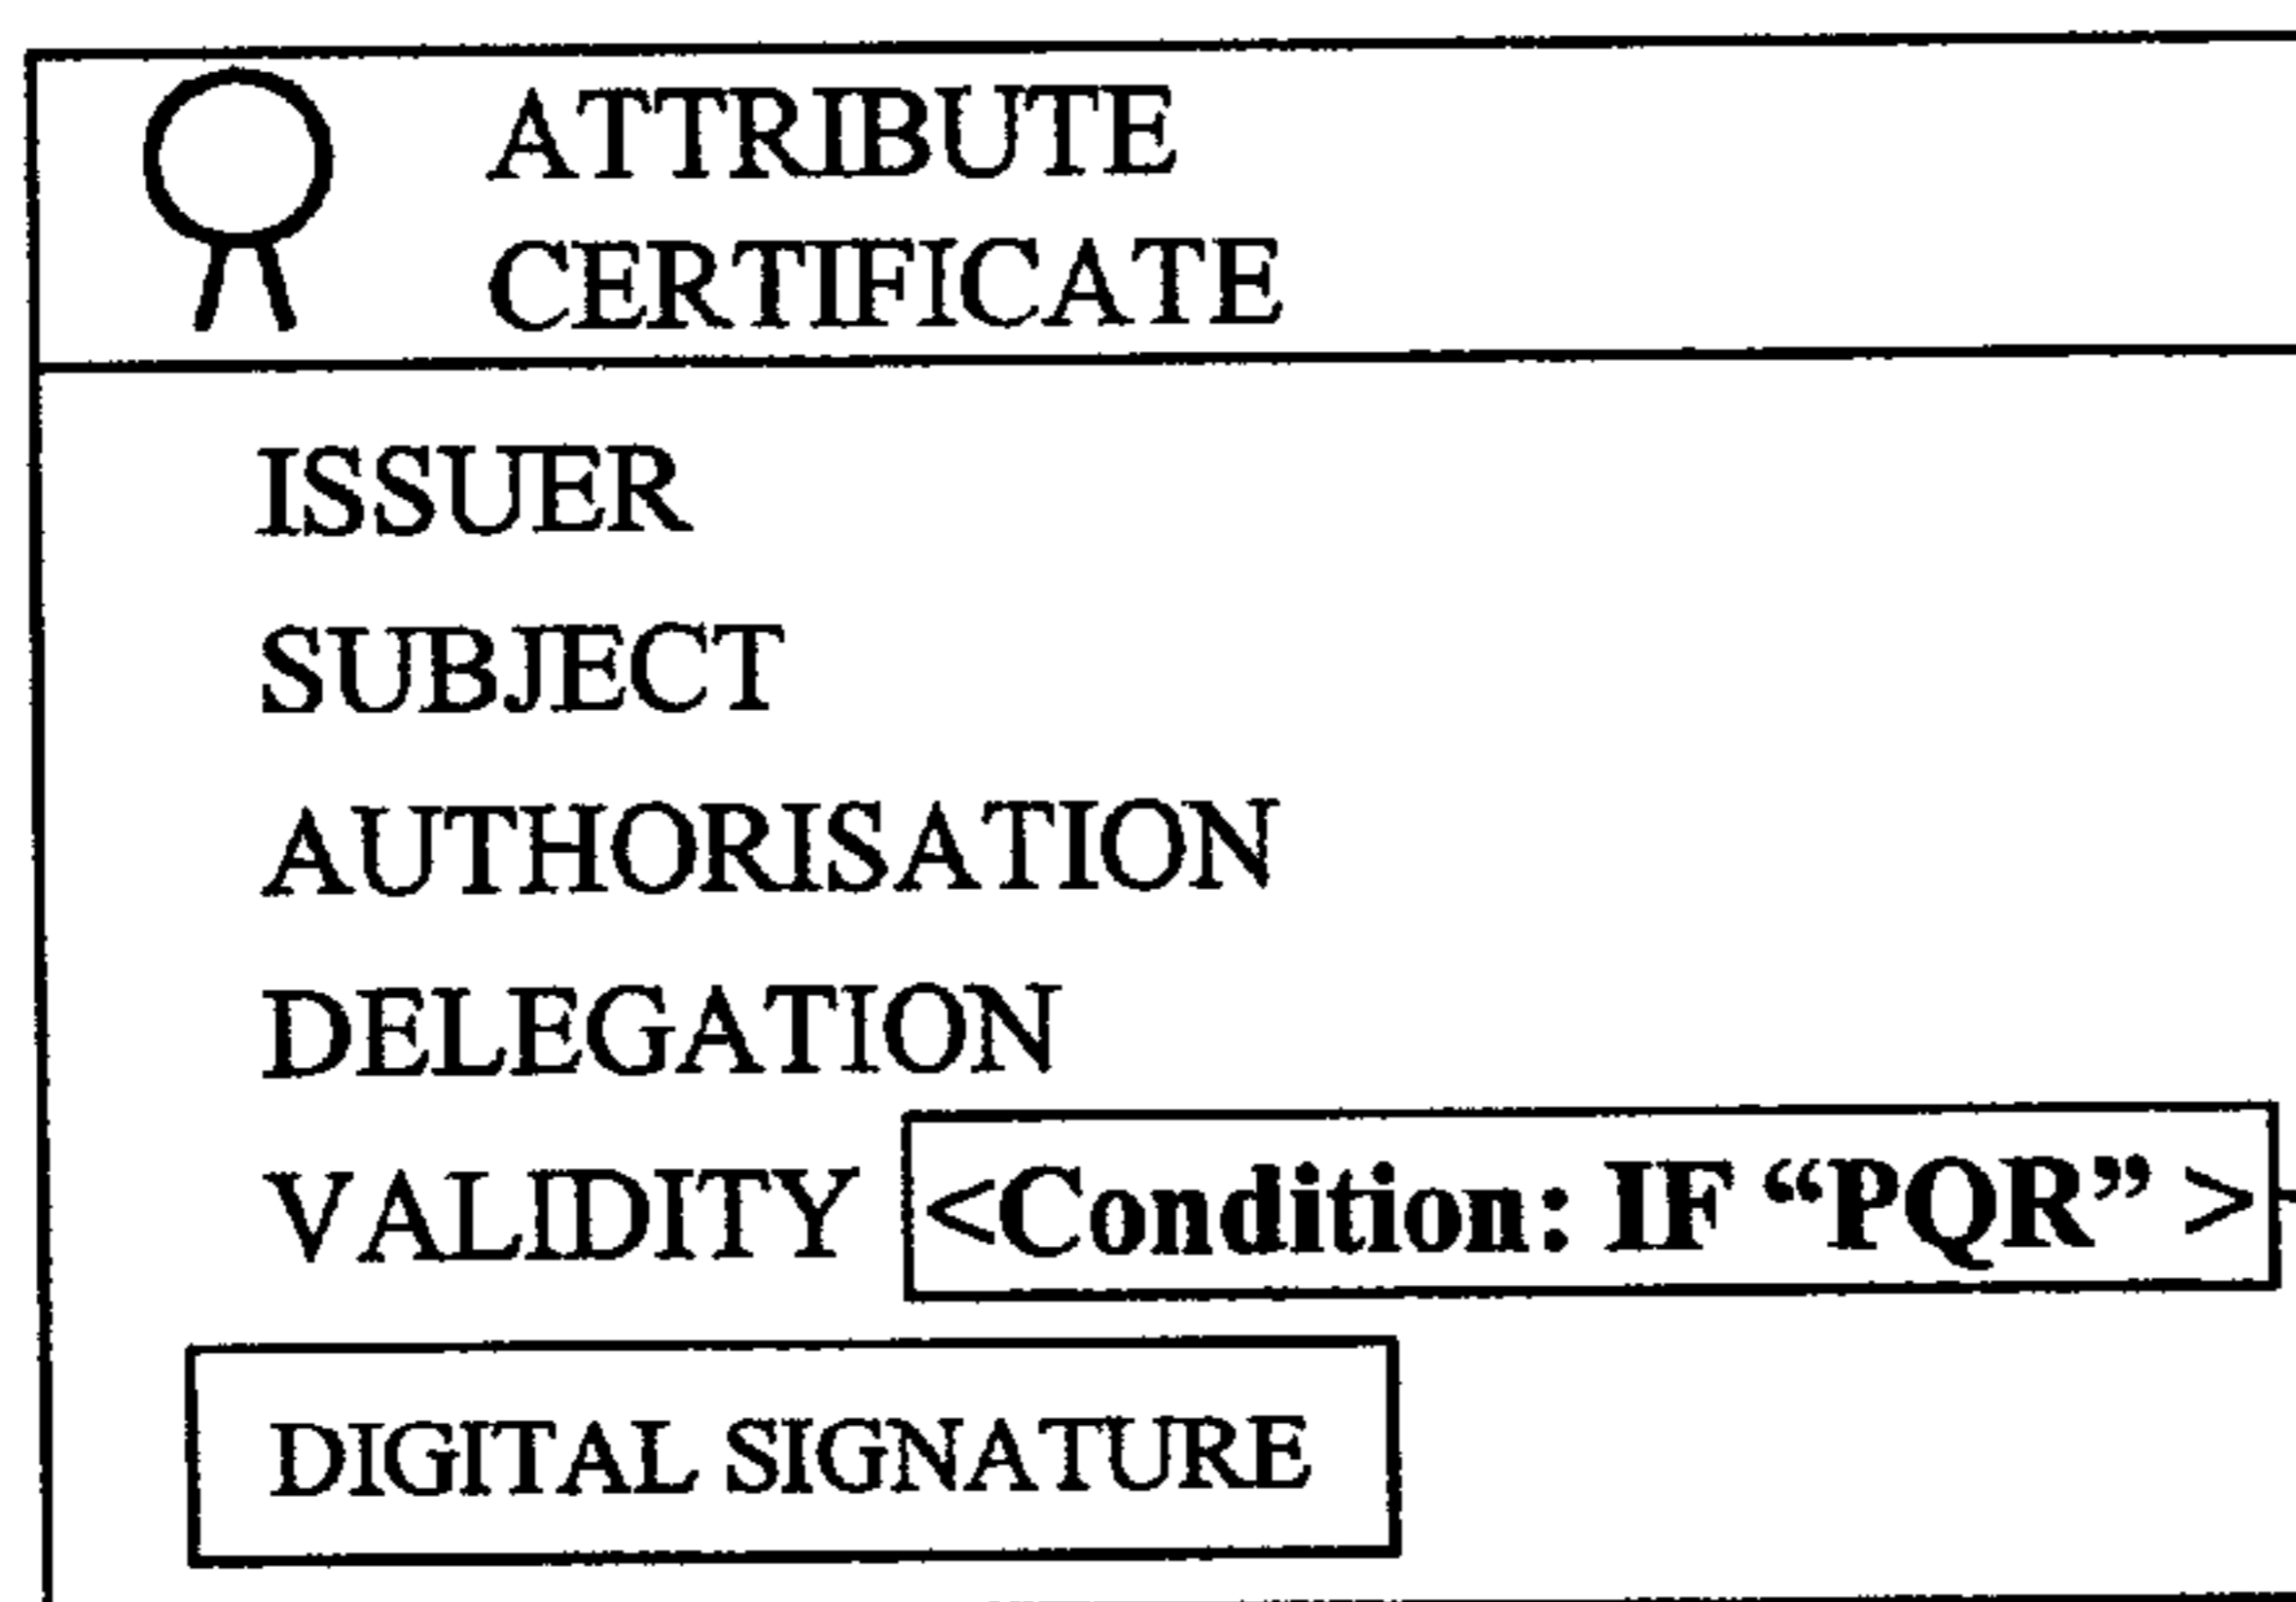 ATTRIBUTE
CERTIFICATE
ISSUER
SUBJECT
AUTHORISATION
DELEGATION
VALIDITY <Condition: IF “PQR” >
DIGITAL SIGNATURE